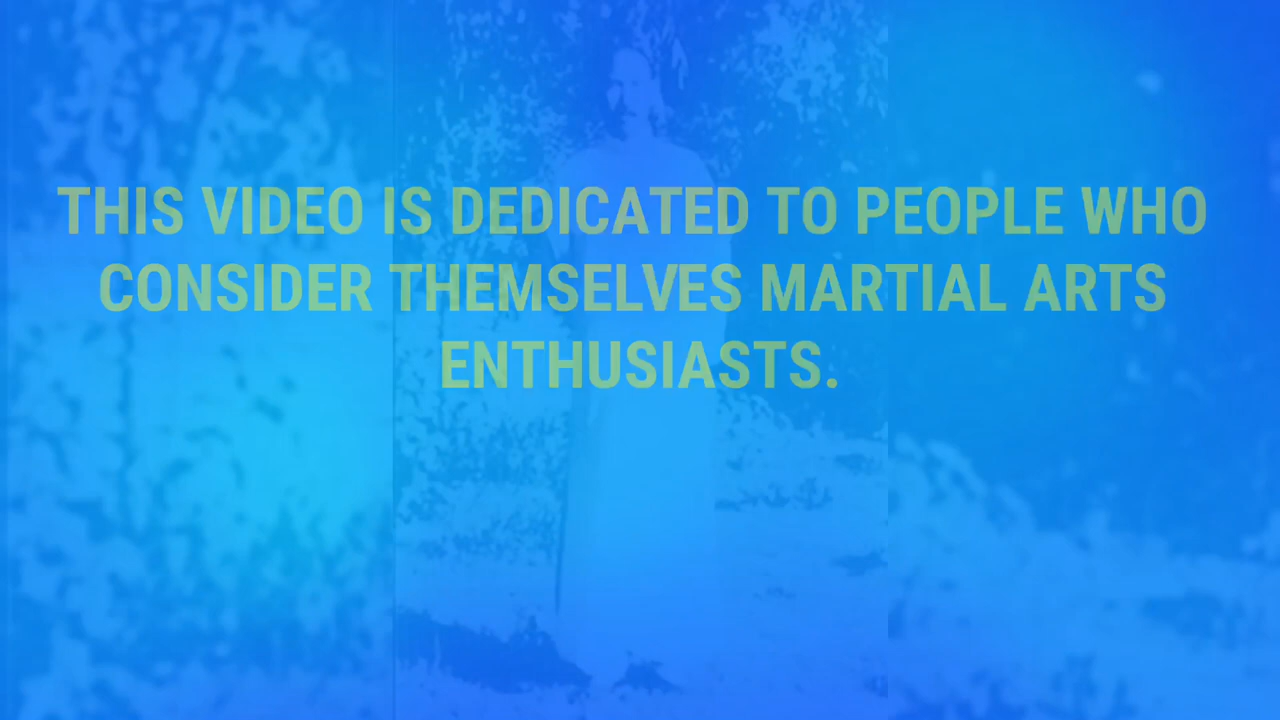 THIS VIDEO IS DEDICATED TO PEOPLE WHO
CONSIDER THEMSELVES MARTIAL ARTS
ENTHUSIASTS.